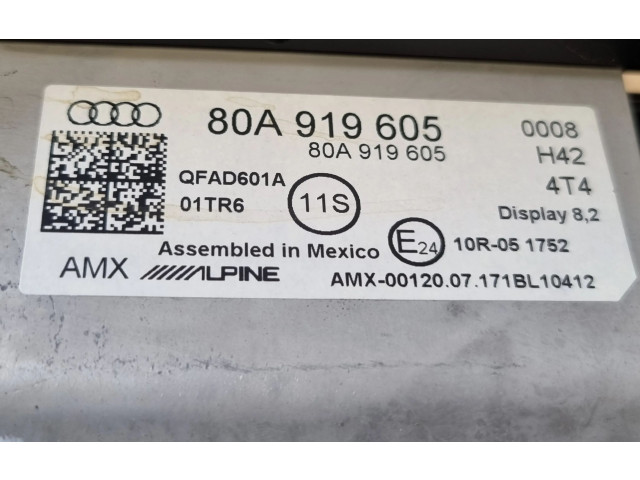 80A 919 605 0008
80A 919 605 H42
QFAD601A 4T4
01TR6 11S Display 8,2
Assembled in Mexico E24 10R-05 1752
AMX ALPINE AMX-00120.07.171BL10412